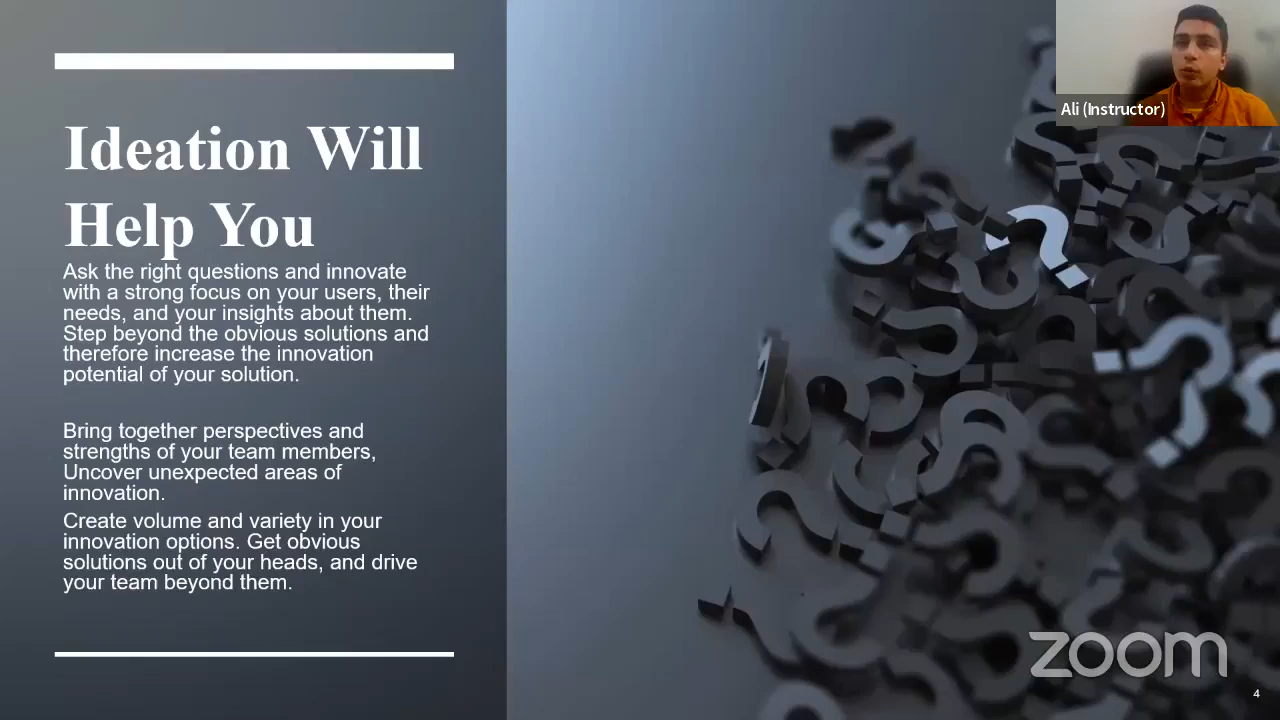 Ideation Will
Help You
Ask the right questions and innovate
with a strong focus on your users, their
needs, and your insights about them.
Step beyond the obvious solutions and
therefore increase the innovation
potential of your solution.
Bring together perspectives and
strengths of your team members,
Uncover unexpected areas of
innovation.
Create volume and variety in your
innovation options. Get obvious
solutions out of your heads, and drive
your team beyond them.
Ali (Instructor)
zoom
4